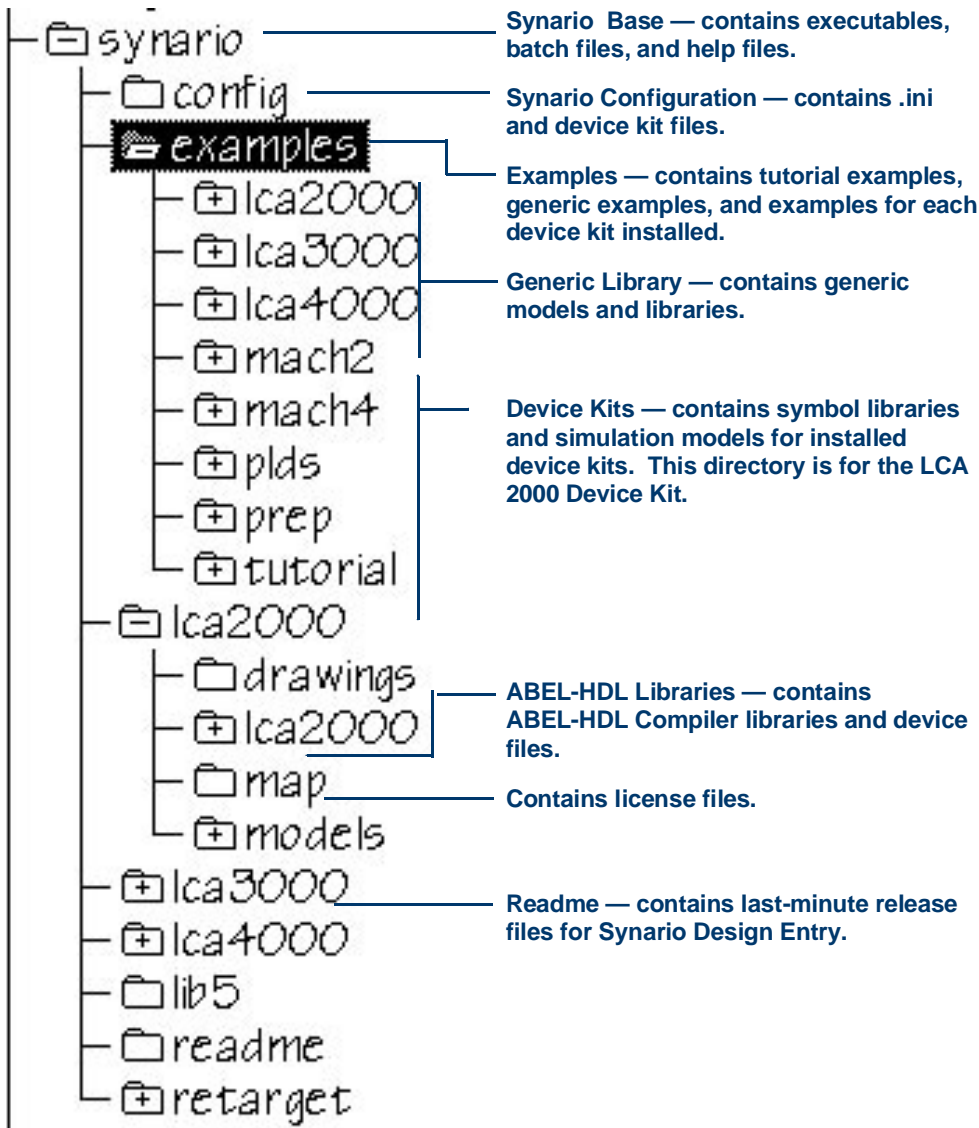 synario
config
examples
lca2000
lca3000
lca4000
mach2
mach4
plds
prep
tutorial
lca2000
drawings
lca2000
map
models
lca3000
lca4000
lib5
readme
retarget
Synario Base — contains executables,
batch files, and help files.
Synario Configuration — contains .ini
and device kit files.
Examples — contains tutorial examples,
generic examples, and examples for each
device kit installed.
Generic Library — contains generic
models and libraries.
Device Kits — contains symbol libraries
and simulation models for installed
device kits. This directory is for the LCA
2000 Device Kit.
ABEL-HDL Libraries — contains
ABEL-HDL Compiler libraries and device
files.
Contains license files.
Readme — contains last-minute release
files for Synario Design Entry.